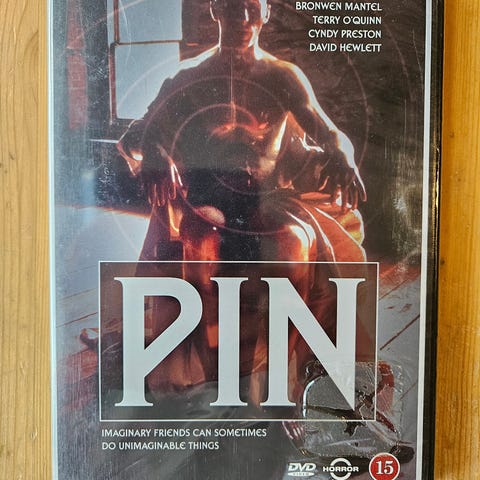 BRONWEN MANTEL
TERRY O'QUINN
CYNDY PRESTON
DAVID HEWLETT
PIN
IMAGINARY FRIENDS CAN SOMETIMES
DO UNIMAGINABLE THINGS
DVD VIDEO HORROR 15